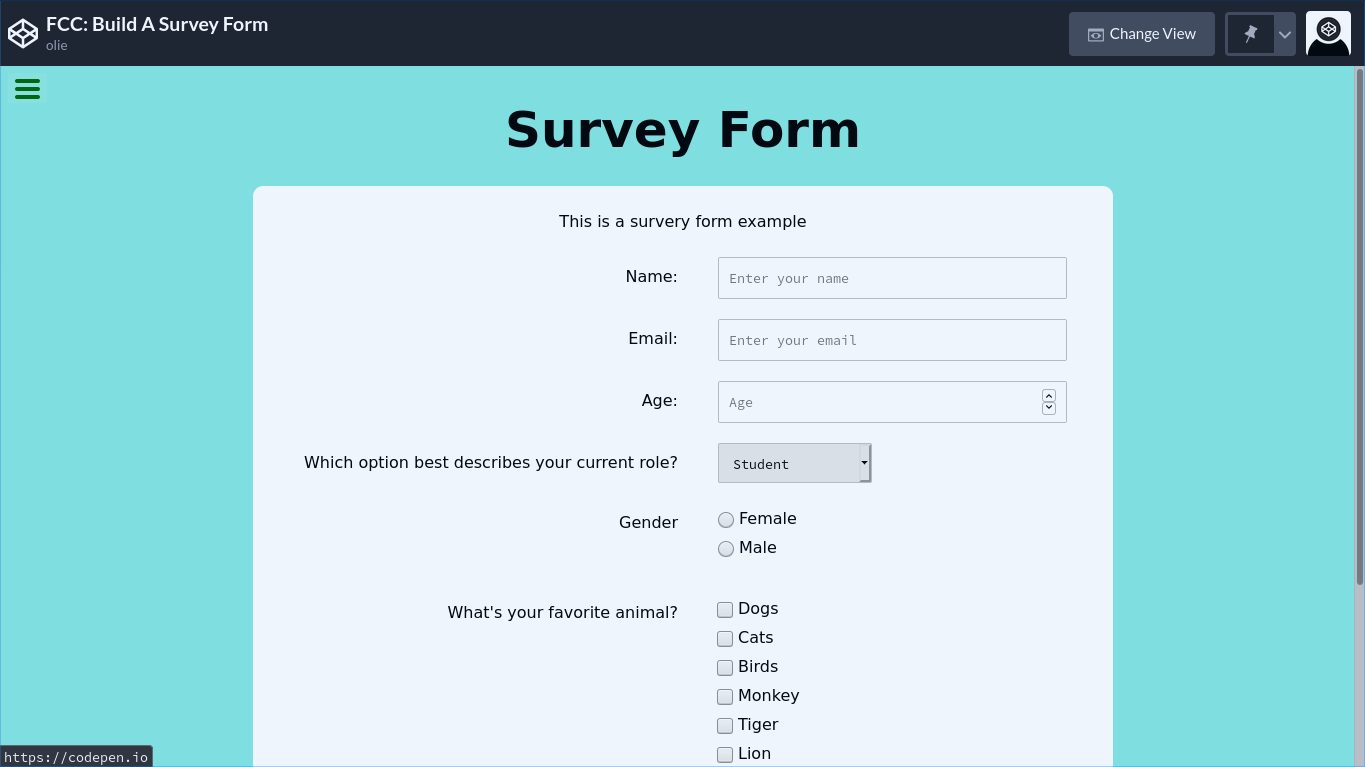 FCC: Build A Survey Form
olie
Change View
Survey Form
This is a survery form example
Name:
Enter your name
Email:
Enter your email
Age:
Age
Which option best describes your current role?
Student
Gender
Female
Male
What's your favorite animal?
Dogs
Cats
Birds
Monkey
Tiger
Lion
https://codepen.io